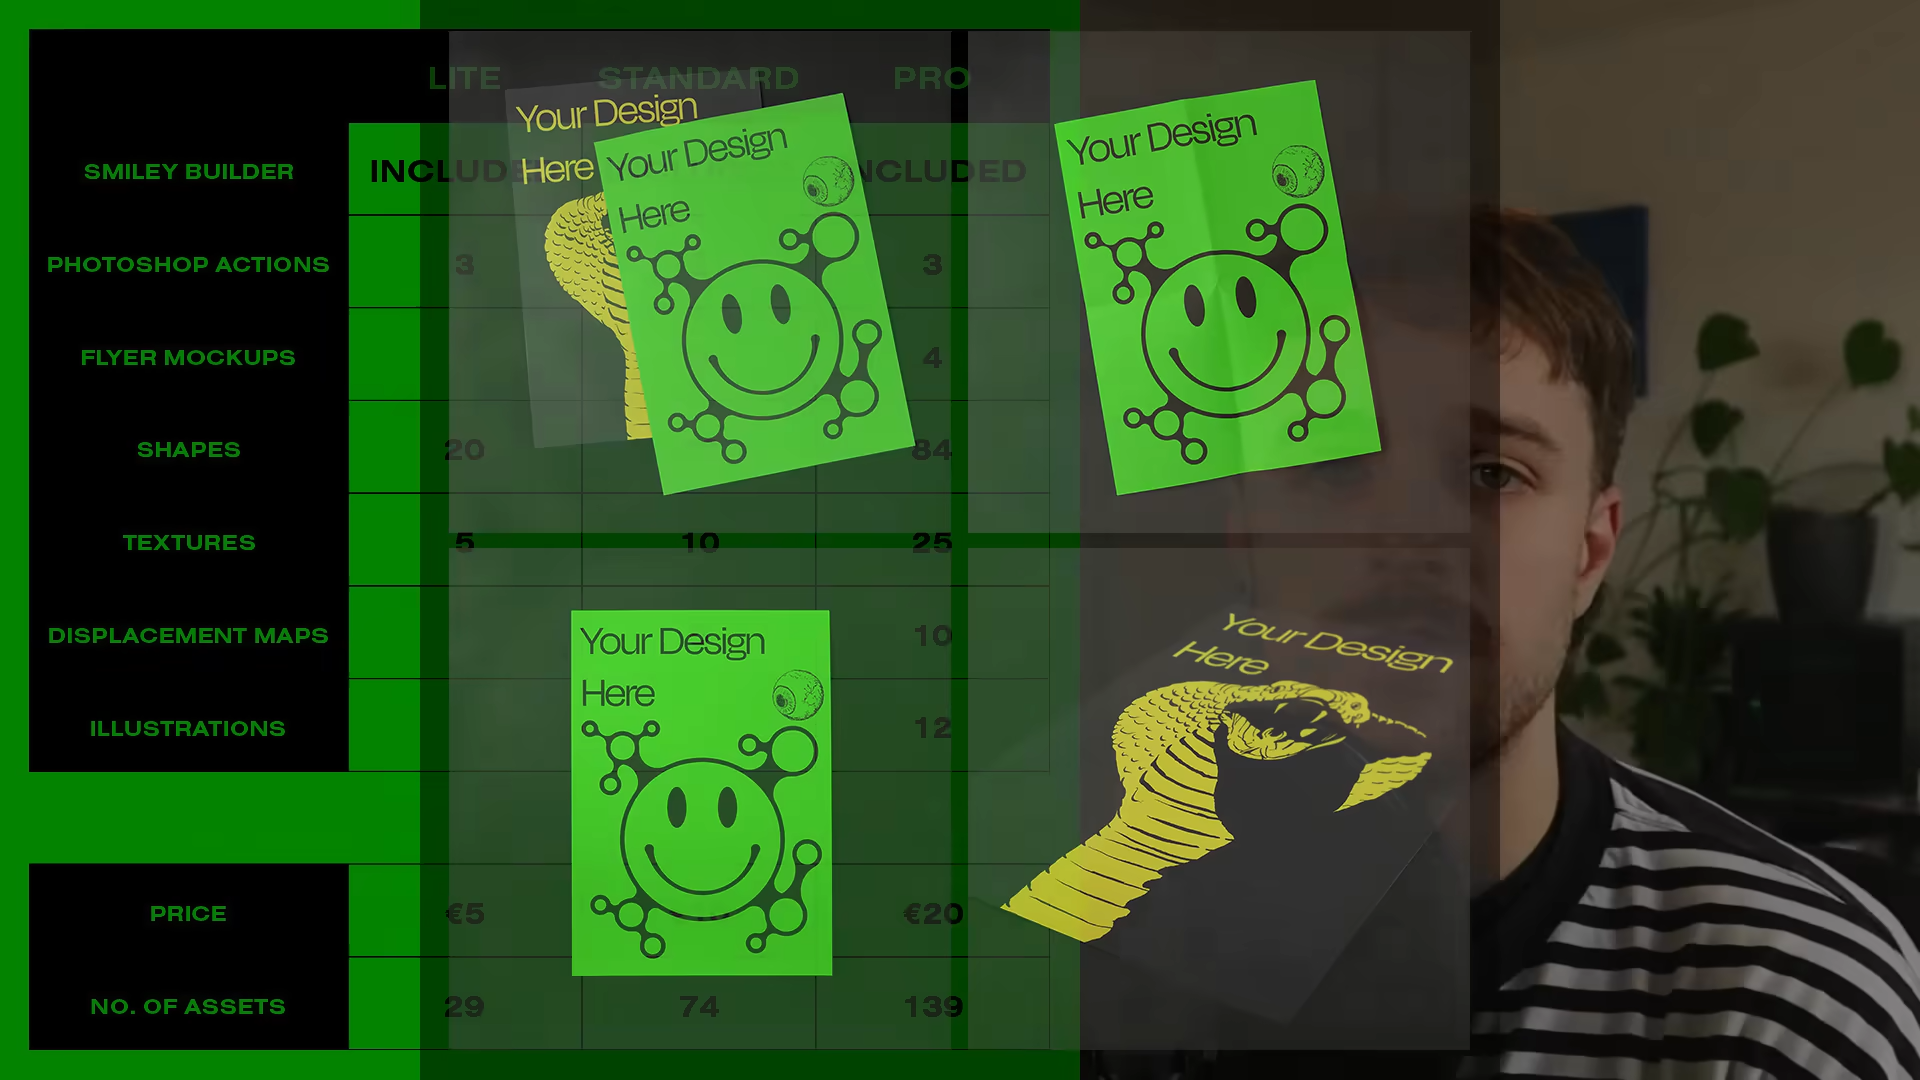 LITE STANDARD PRO
SMILEY BUILDER INCLUDED INCLUDED
PHOTOSHOP ACTIONS 3 3
FLYER MOCKUPS 4
SHAPES 20 84
TEXTURES 5 10 25
DISPLACEMENT MAPS 10
ILLUSTRATIONS 12
PRICE €5 €20
NO. OF ASSETS 29 74 139
Your Design
Here
Your Design
Here
Your Design
Here
Your Design
Here
Your Design
Here